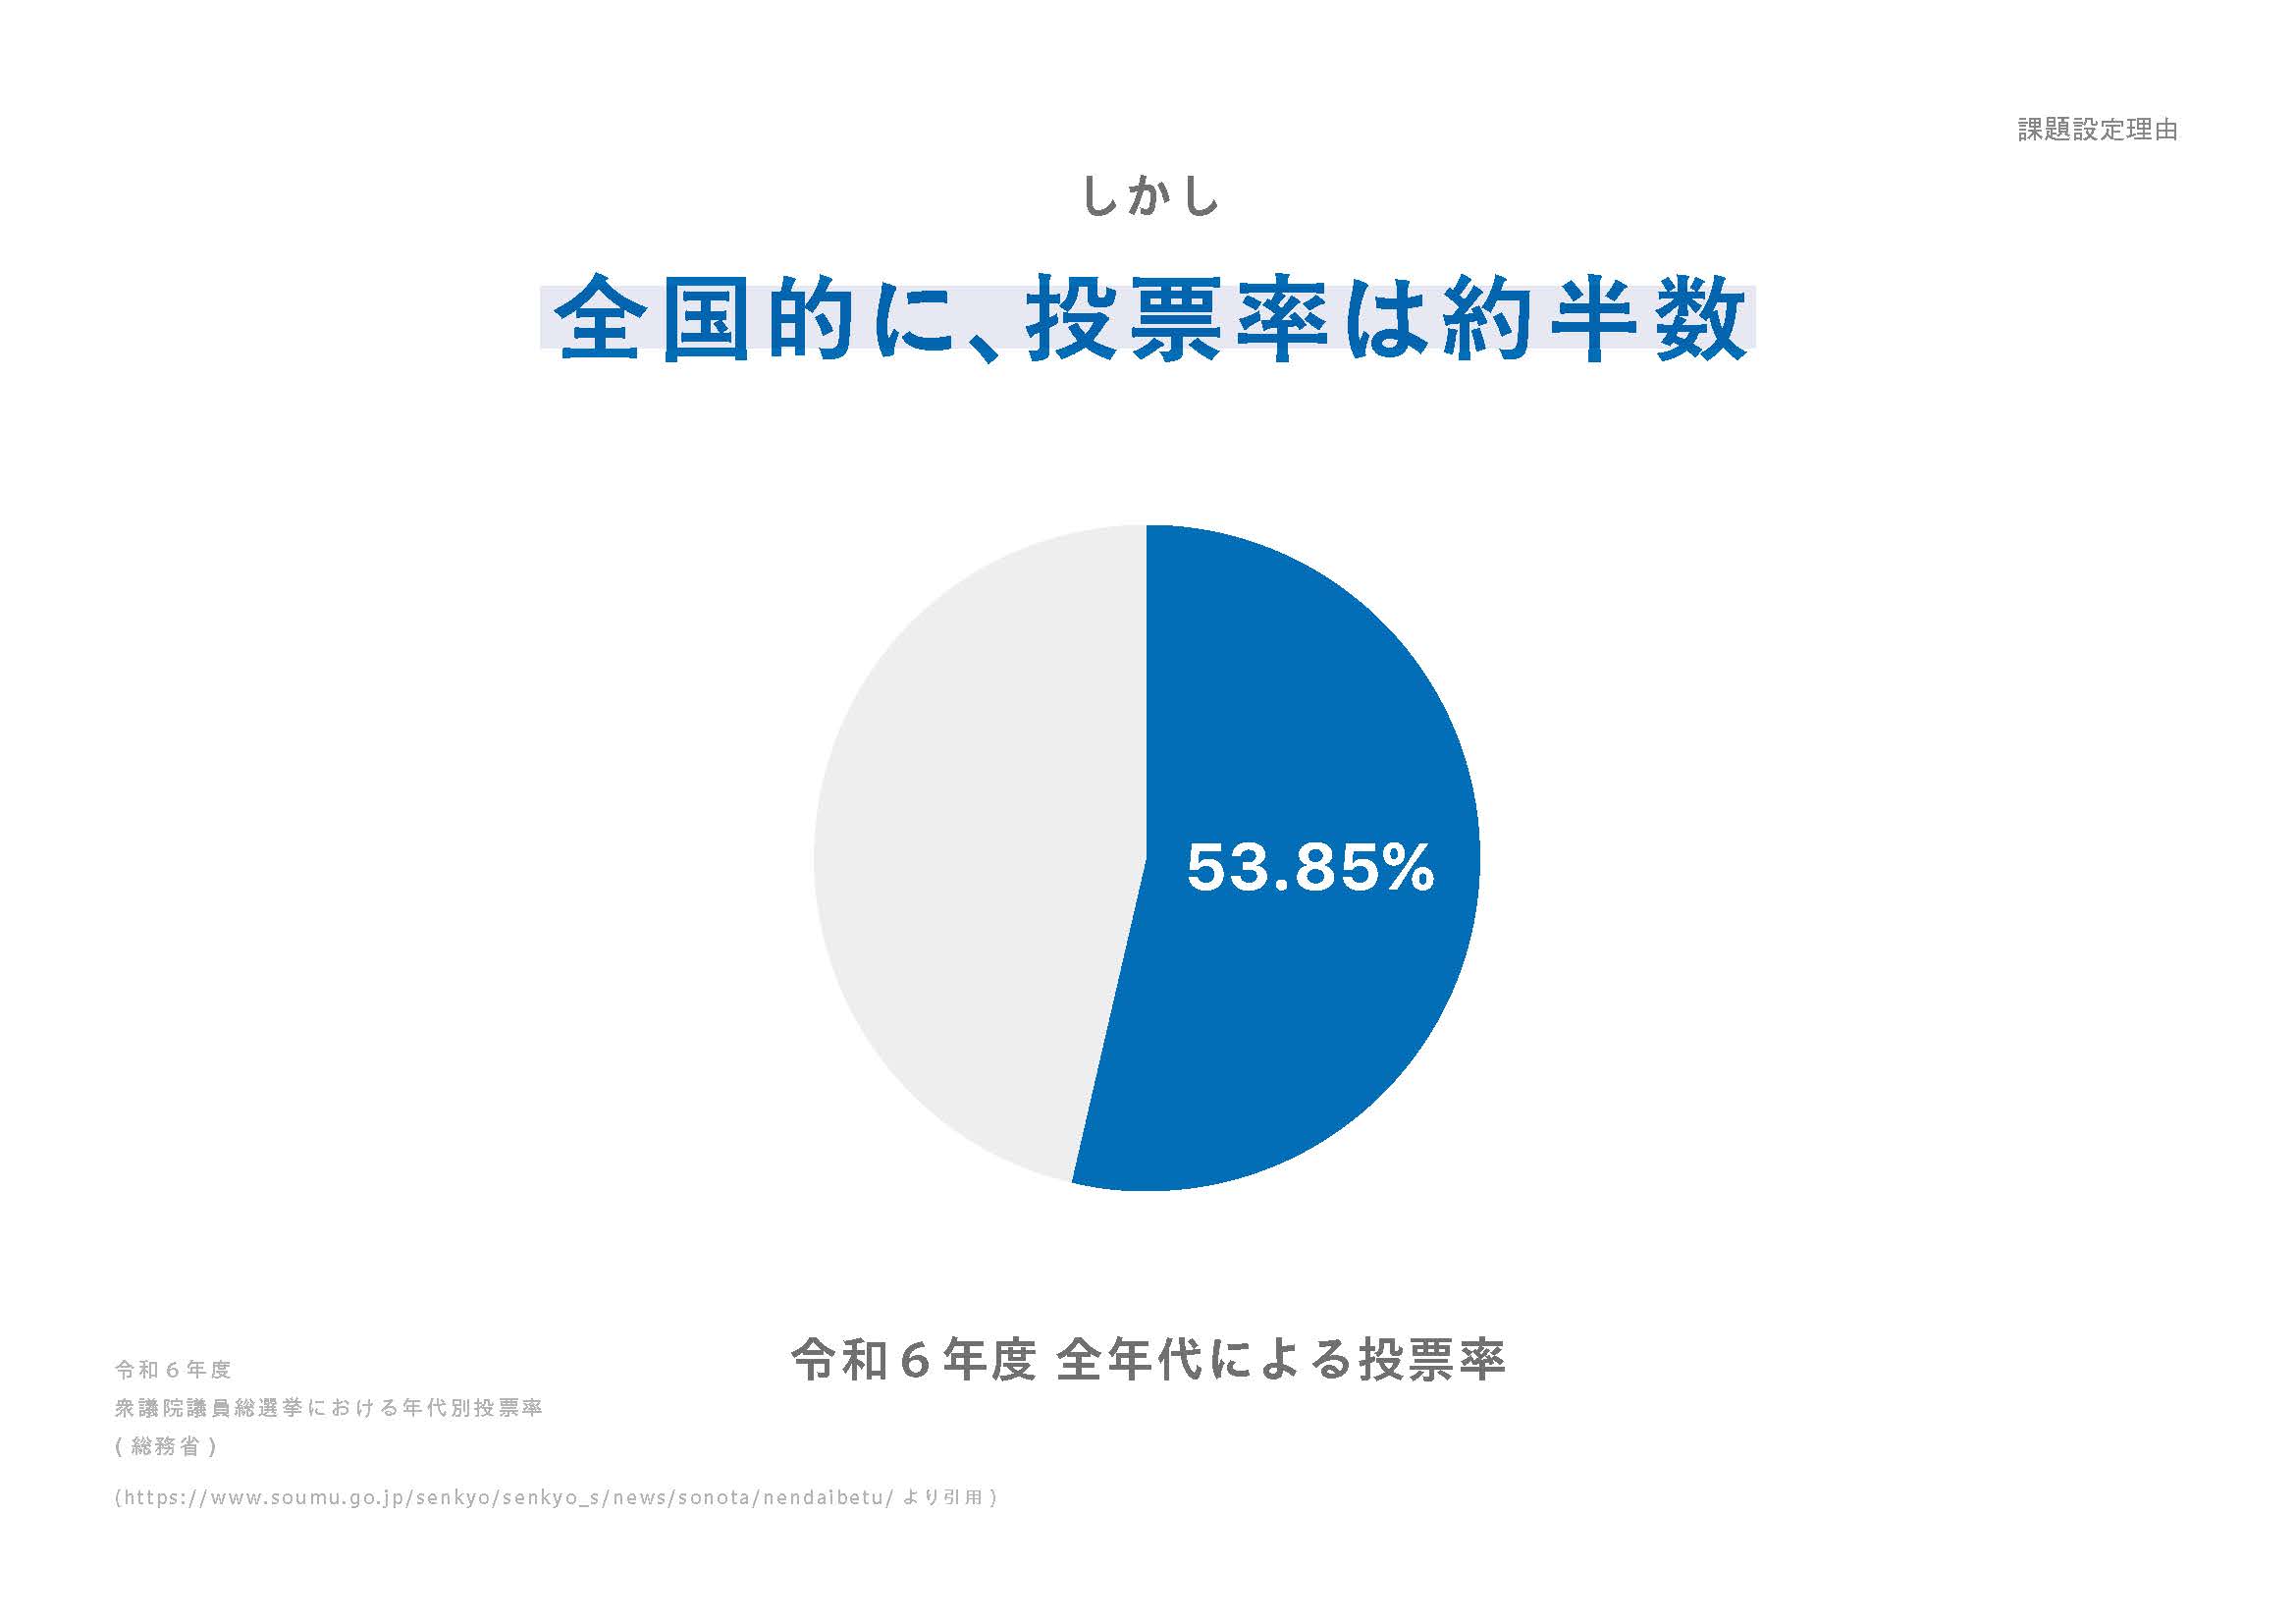 課題設定理由
しかし
全国的に、投票率は約半数
53.85%
令和6年度 全年代による投票率
令和6年度
衆議院議員総選挙における年代別投票率
(総務省)
(https://www.soumu.go.jp/senkyo/senkyo_s/news/sonota/nendaibetu/より引用)